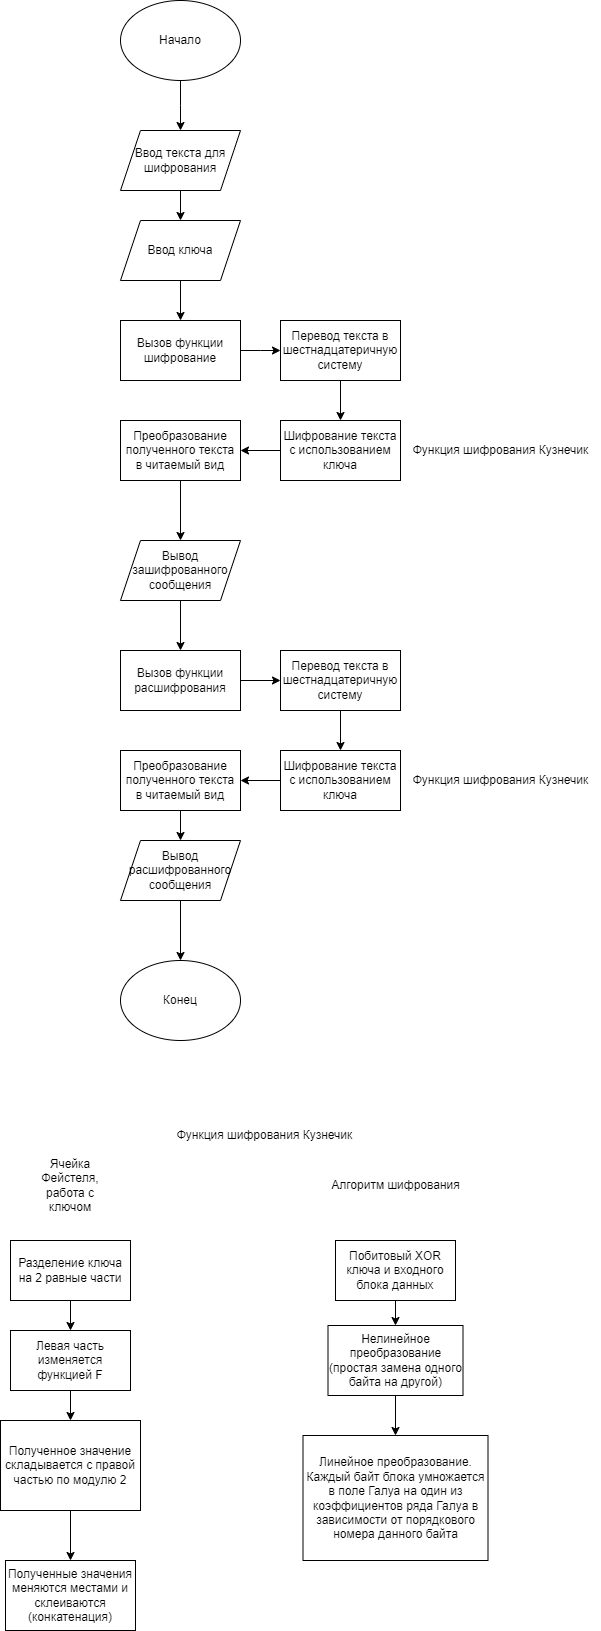 Начало
Ввод текста для
шифрования
Ввод ключа
Вызов функции
шифрование
Перевод текста в
шестнадцатеричную
систему
Преобразование
полученного текста
в читаемый вид
Шифрование текста
с использованием
ключа
Функция шифрования Кузнечик
Вывод
зашифрованного
сообщения
Вызов функции
расшифрования
Перевод текста в
шестнадцатеричную
систему
Преобразование
полученного текста
в читаемый вид
Шифрование текста
с использованием
ключа
Функция шифрования Кузнечик
Вывод
расшифрованного
сообщения
Конец
Функция шифрования Кузнечик
Ячейка
Фейстеля,
работа с
ключом
Разделение ключа
на 2 равные части
Левая часть
изменяется
функцией F
Полученное значение
складывается с правой
частью по модулю 2
Полученные значения
меняются местами и
склеиваются
(конкатенация)
Алгоритм шифрования
Побитовый XOR
ключа и входного
блока данных
Нелинейное
преобразование
(простая замена одного
байта на другой)
Линейное преобразование.
Каждый байт блока умножается
в поле Галуа на один из
коэффициентов ряда Галуа в
зависимости от порядкового
номера данного байта